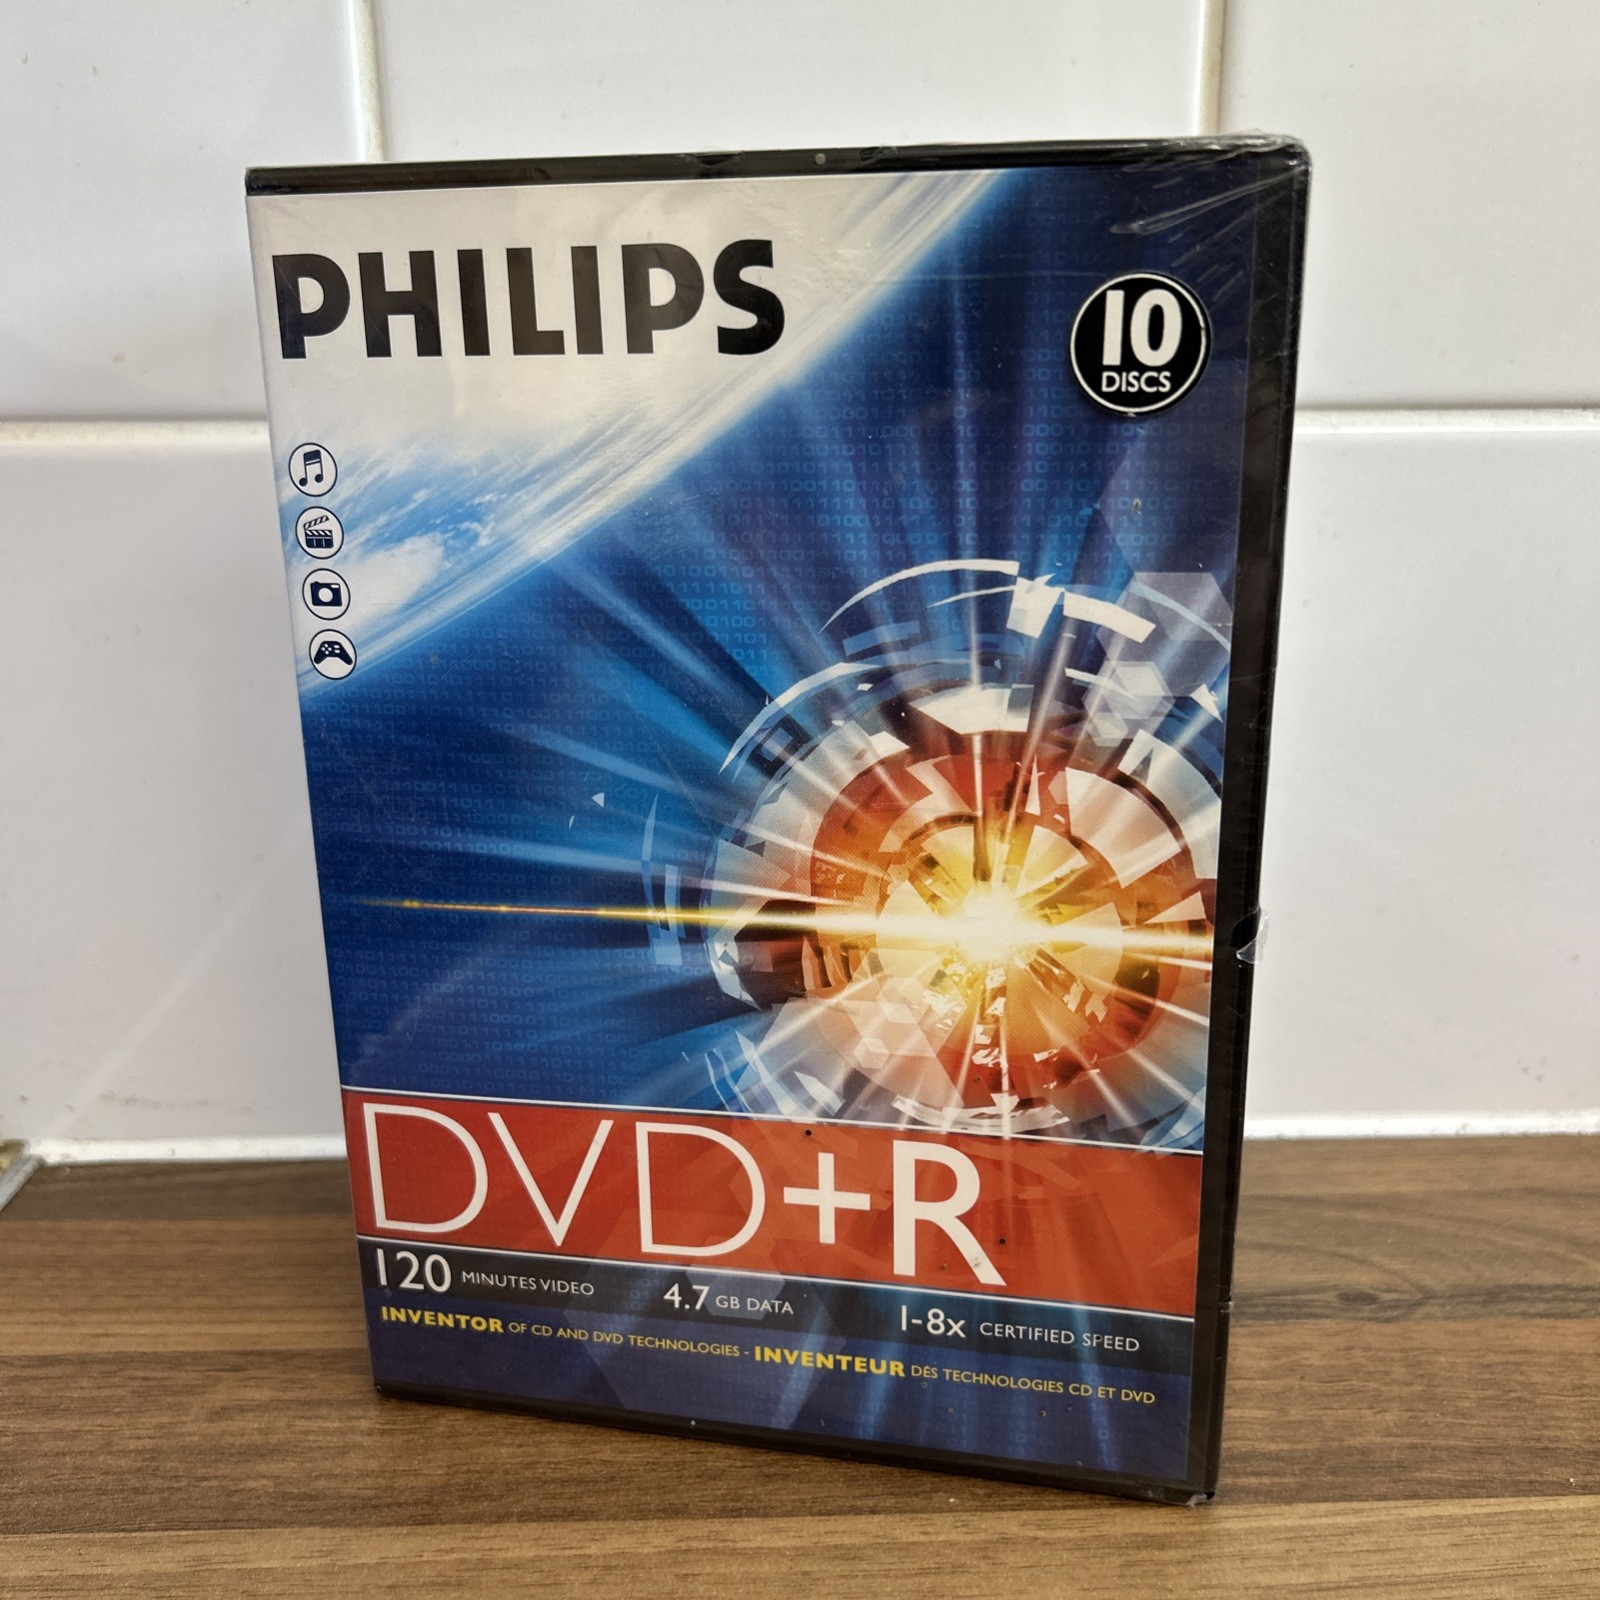 PHILIPS
10
DISCS
DVD+R
120 MINUTES VIDEO 4.7 GB DATA 1-8x CERTIFIED SPEED
INVENTOR OF CD AND DVD TECHNOLOGIES - INVENTEUR DES TECHNOLOGIES CD ET DVD